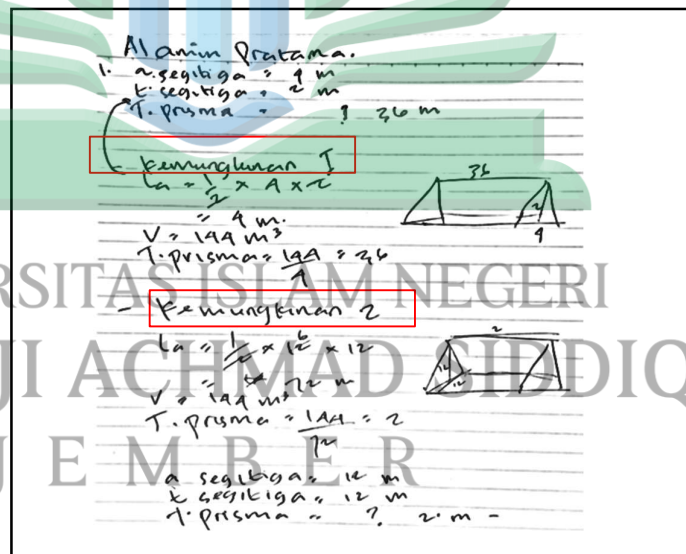 Al amin Pratama.
1. a. segitiga = 4 m
t. segitiga = 2 m
T. prisma = ? 36 m
- Kemungkinan I
La = 1/2 × 4 × 2
= 4 m.
V = 144 m³
T. prisma = 144/4 = 36
36
2
4
- Kemungkinan 2
La = 1/2 × 12 6 × 12
= 72 m
V = 144 m³
T. prisma = 144/72 = 2
2
12
12
a segitiga = 12 m
t segitiga = 12 m
T. prisma = ? 2 m -
RSITAS ISLAM NEGERI
JI ACHMAD SIDDIQ
JEMBER